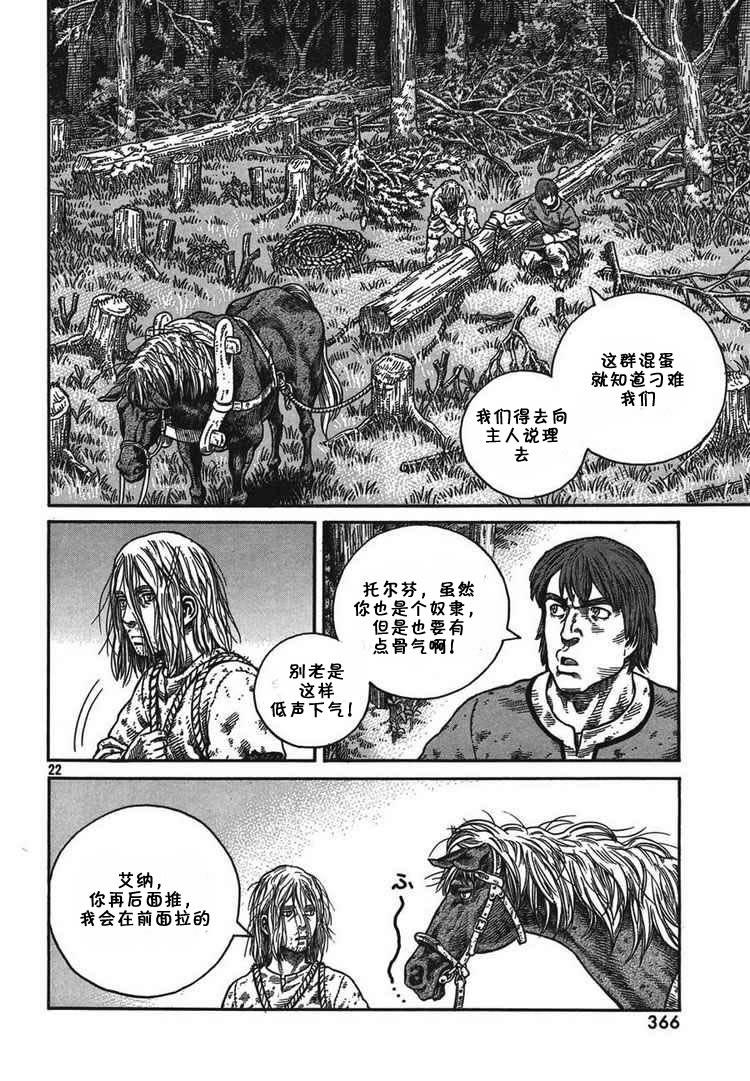 这群混蛋
就知道刁难
我们
我们得去向
主人说理
去
托尔芬，虽然
你也是个奴隶，
但是也要有
点骨气啊！
别老是
这样
低声下气！
22
艾纳，
你再后面推，
我会在前面拉的
ふ
366